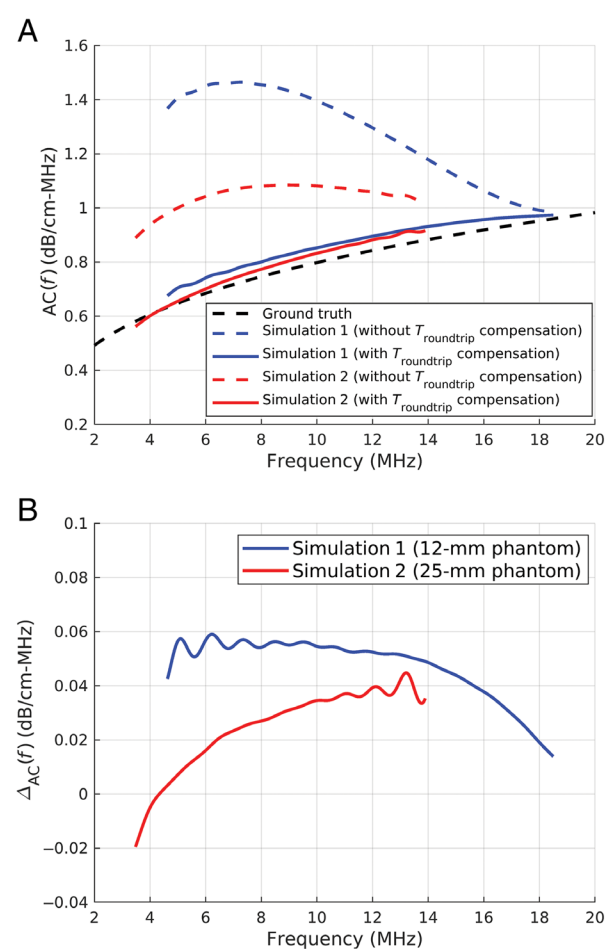 A
1.6
1.4
1.2
1
0.8
0.6
0.4
0.2
AC(f) (dB/cm-MHz)
Ground truth
Simulation 1 (without Troundtrip compensation)
Simulation 1 (with Troundtrip compensation)
Simulation 2 (without Troundtrip compensation)
Simulation 2 (with Troundtrip compensation)
2 4 6 8 10 12 14 16 18 20
Frequency (MHz)
B
0.1
0.08
0.06
0.04
0.02
0
−0.02
−0.04
ΔAC(f) (dB/cm-MHz)
Simulation 1 (12-mm phantom)
Simulation 2 (25-mm phantom)
2 4 6 8 10 12 14 16 18 20
Frequency (MHz)